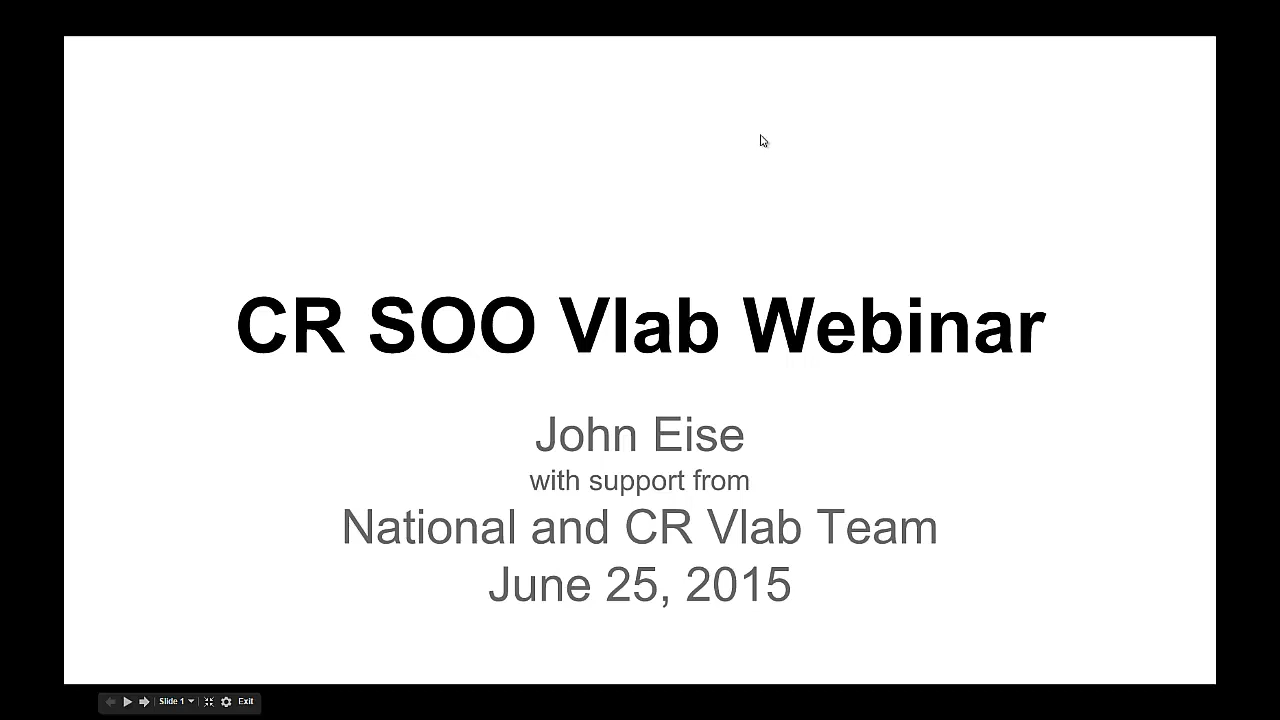 CR SOO Vlab Webinar
John Eise
with support from
National and CR Vlab Team
June 25, 2015
Slide 1 Exit